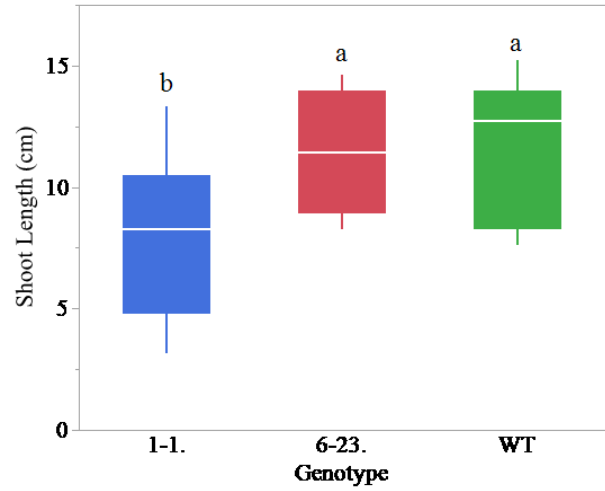 Shoot Length (cm)
15
10
5
0
b
a
a
1-1.
6-23.
WT
Genotype